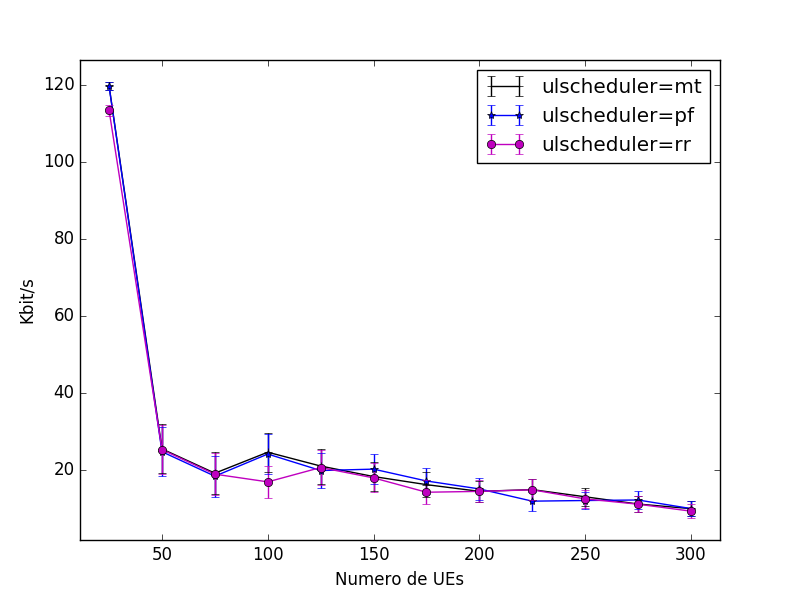 120
100
80
60
40
20
Kbit/s
50
100
150
200
250
300
Numero de UEs
ulscheduler=mt
ulscheduler=pf
ulscheduler=rr